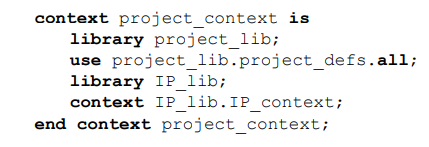 context project_context is
library project_lib;
use project_lib.project_defs.all;
library IP_lib;
context IP_lib.IP_context;
end context project_context;